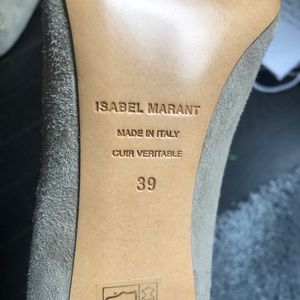 ISABEL MARANT
MADE IN ITALY
CUIR VERITABLE
39